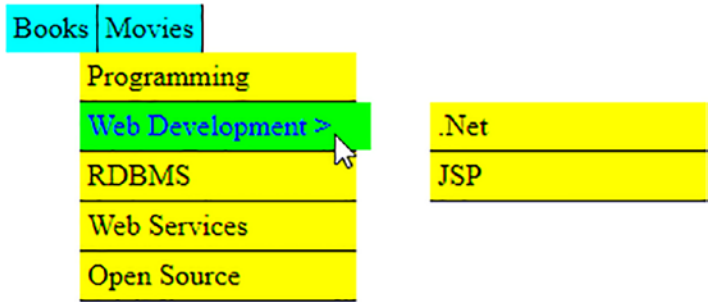 Books Movies
Programming
Web Development > .Net
RDBMS JSP
Web Services
Open Source